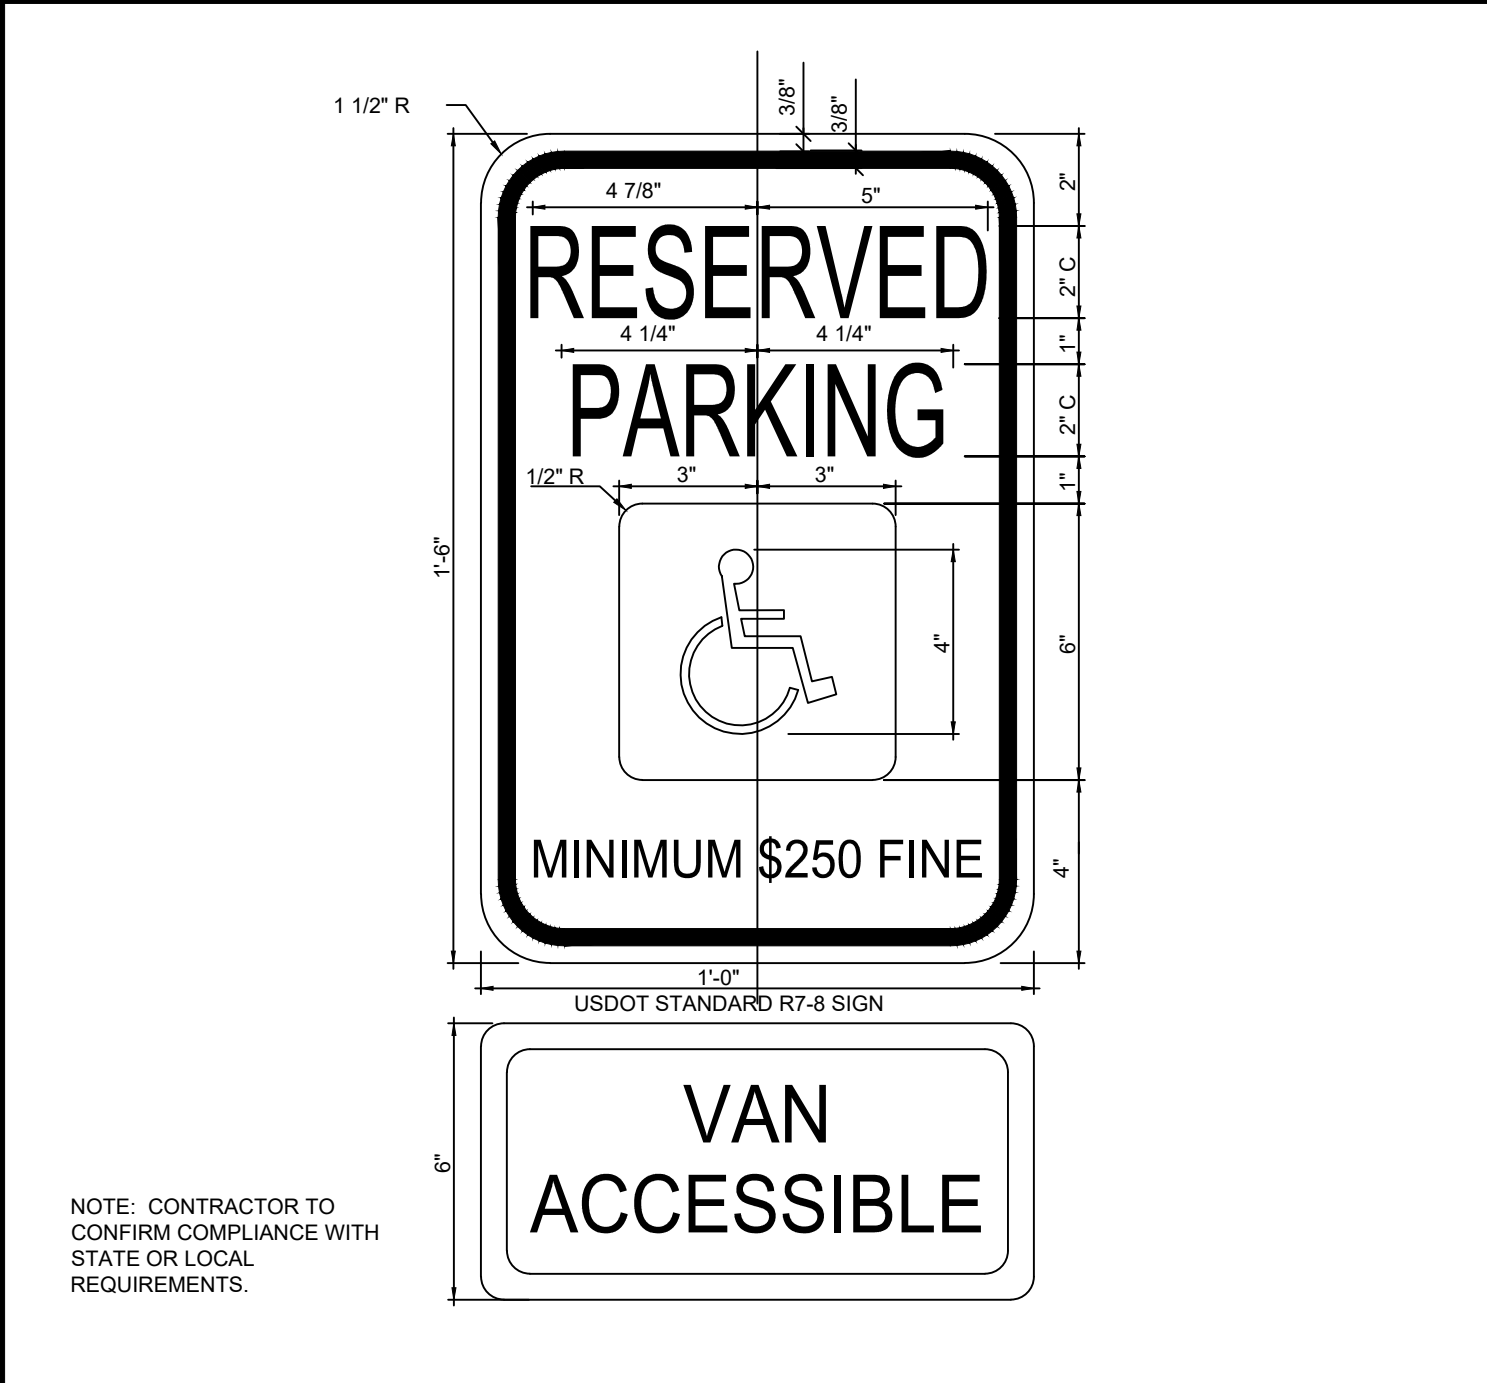 1 1/2" R
3/8"
3/8"
4 7/8"
5"
2"
RESERVED
2" C
4 1/4"
4 1/4"
1"
PARKING
2" C
1/2" R
3"
3"
1"
1'-6"
4"
6"
MINIMUM $250 FINE
4"
1'-0"
USDOT STANDARD R7-8 SIGN
VAN
6"
ACCESSIBLE
NOTE: CONTRACTOR TO
CONFIRM COMPLIANCE WITH
STATE OR LOCAL
REQUIREMENTS.